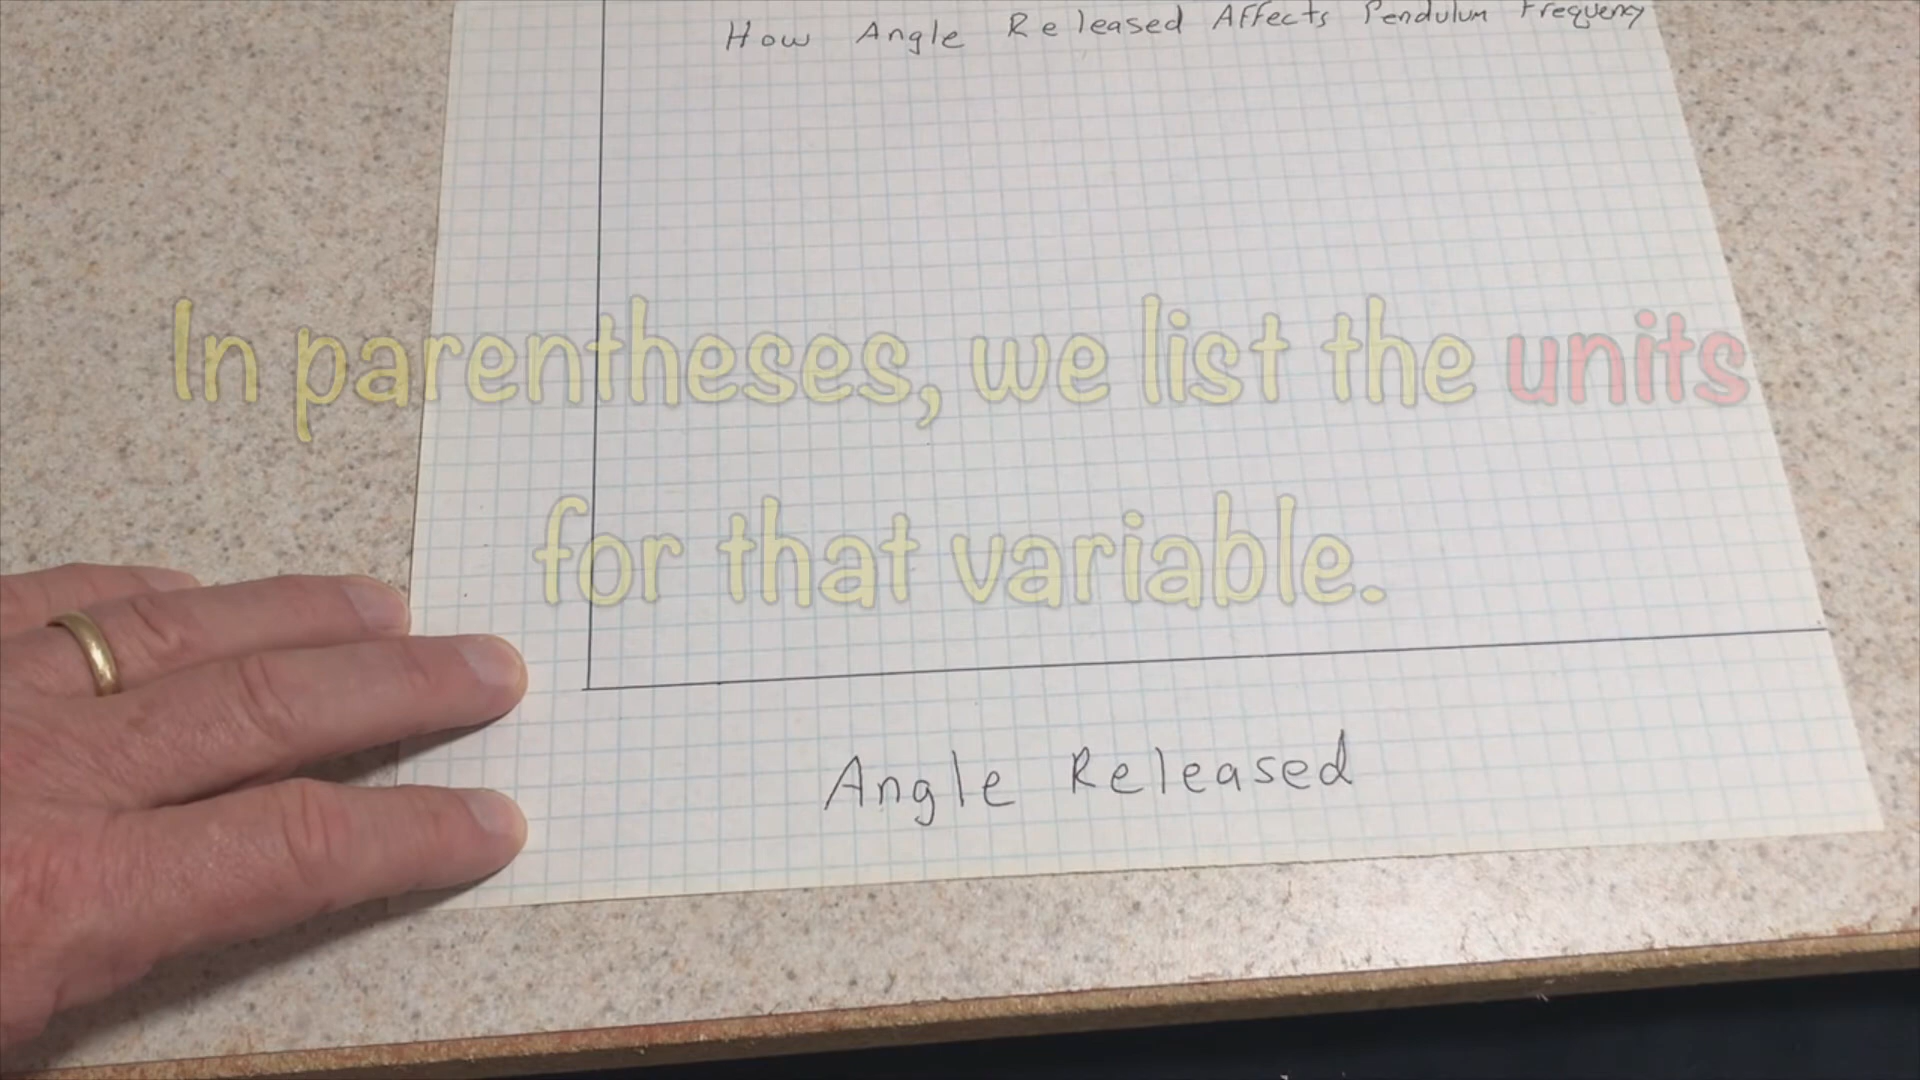 How Angle Released Affects Pendulum Frequency
In parentheses, we list the units
for that variable.
Angle Released